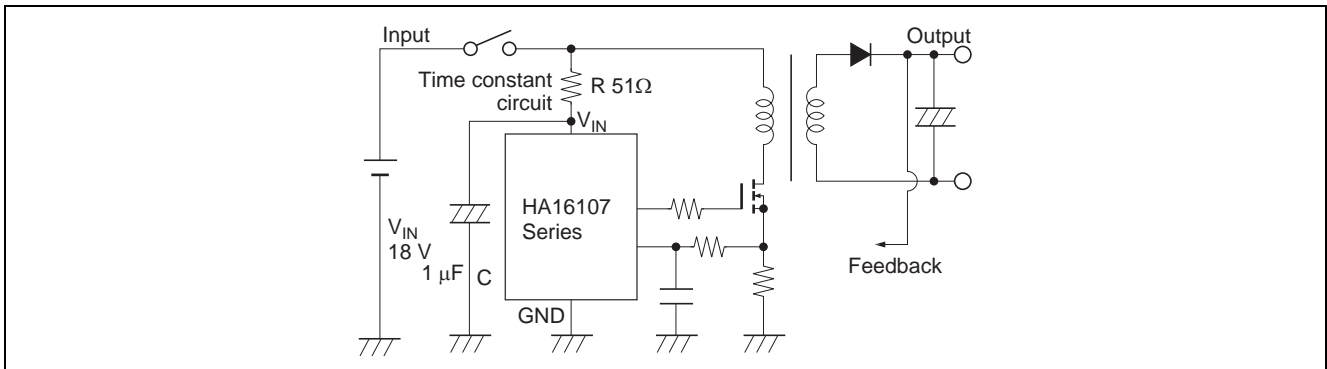 Input
Output
Time constant
circuit
R 51Ω
V_IN
HA16107
Series
V_IN
18 V
1 μF
C
Feedback
GND